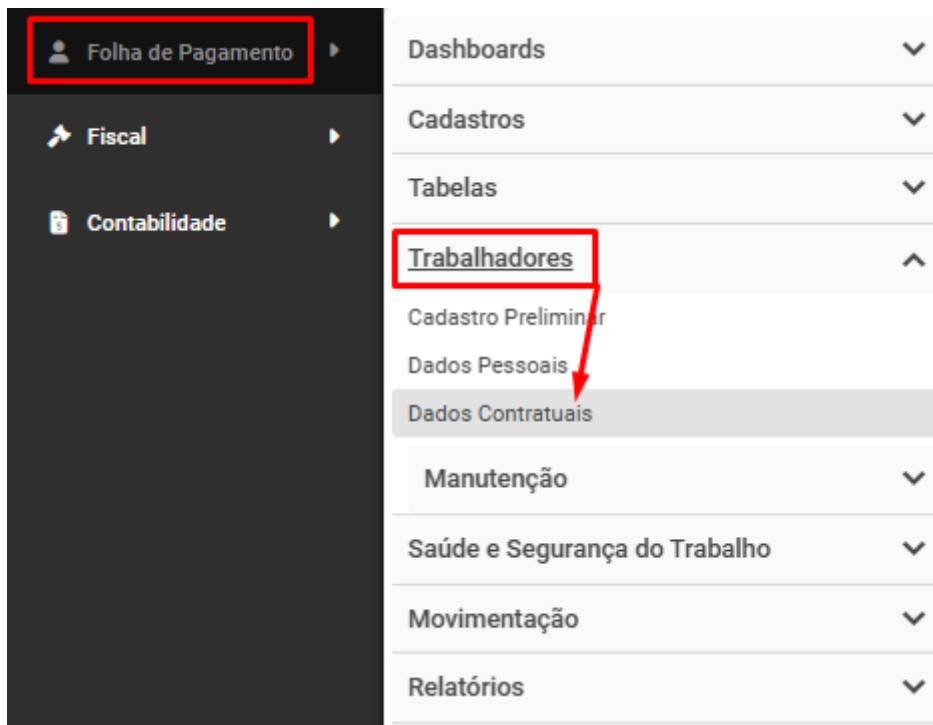 Folha de Pagamento
Fiscal
Contabilidade
Dashboards
Cadastros
Tabelas
Trabalhadores
Cadastro Preliminar
Dados Pessoais
Dados Contratuais
Manutenção
Saúde e Segurança do Trabalho
Movimentação
Relatórios